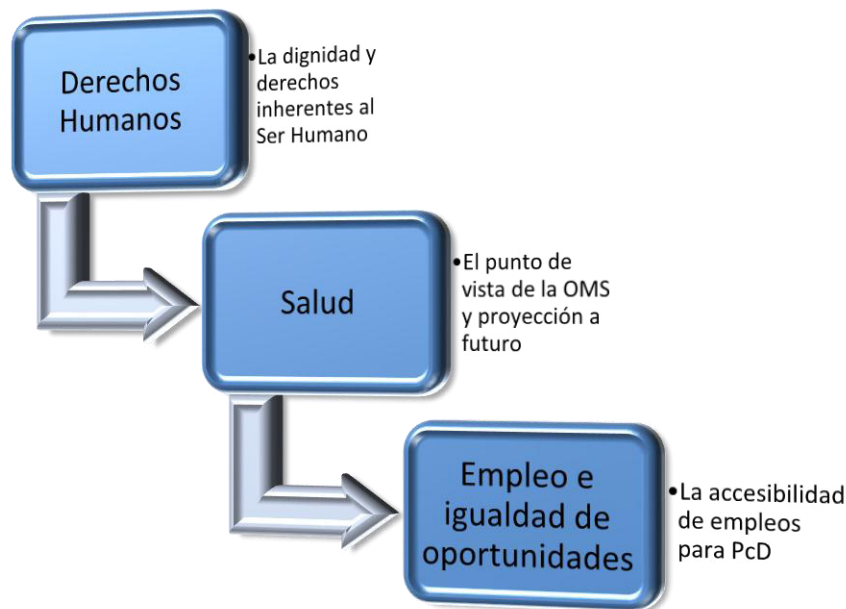 Derechos
Humanos
•La dignidad y
derechos
inherentes al
Ser Humano
Salud
•El punto de
vista de la OMS
y proyección a
futuro
Empleo e
igualdad de
oportunidades
•La accesibilidad
de empleos
para PcD